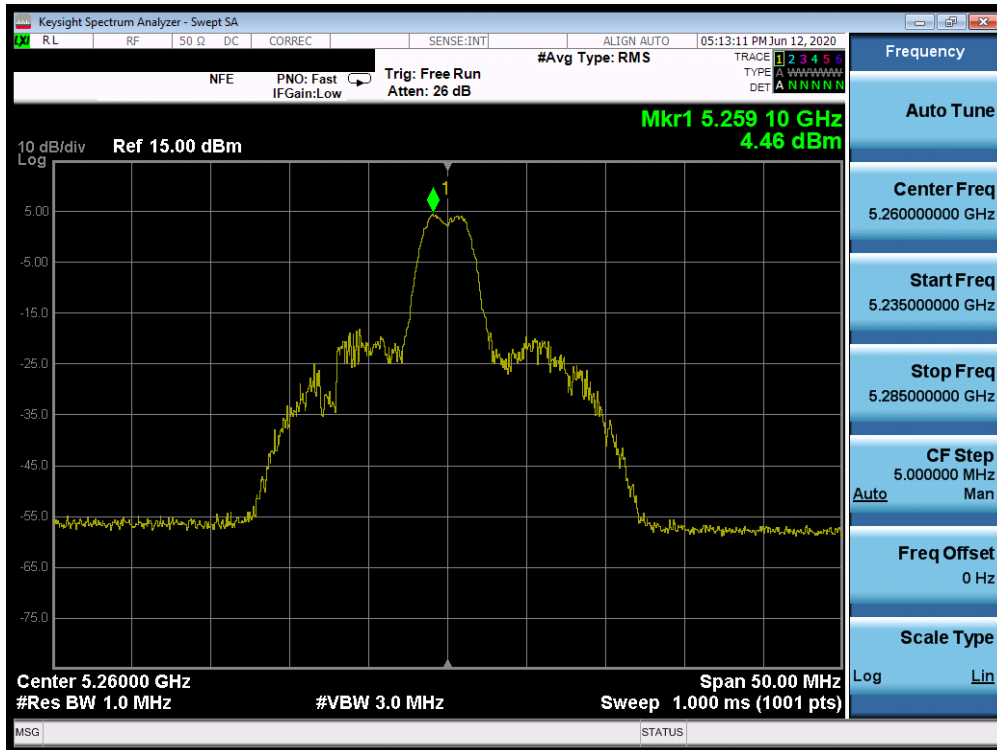 Keysight Spectrum Analyzer - Swept SA
LXI RL RF 50 Ω DC CORREC SENSE:INT ALIGN AUTO 05:13:11 PM Jun 12, 2020
NFE PNO: Fast Trig: Free Run #Avg Type: RMS TRACE 1 2 3 4 5 6
IFGain:Low Atten: 26 dB TYPE A WWWWW
DET A N N N N N
Mkr1 5.259 10 GHz
4.46 dBm
10 dB/div Ref 15.00 dBm
Log
1
5.00
-5.00
-15.0
-25.0
-35.0
-45.0
-55.0
-65.0
-75.0
Center 5.26000 GHz Span 50.00 MHz
#Res BW 1.0 MHz #VBW 3.0 MHz Sweep 1.000 ms (1001 pts)
MSG STATUS
Frequency
Auto Tune
Center Freq
5.260000000 GHz
Start Freq
5.235000000 GHz
Stop Freq
5.285000000 GHz
CF Step
5.000000 MHz
Auto Man
Freq Offset
0 Hz
Scale Type
Log Lin